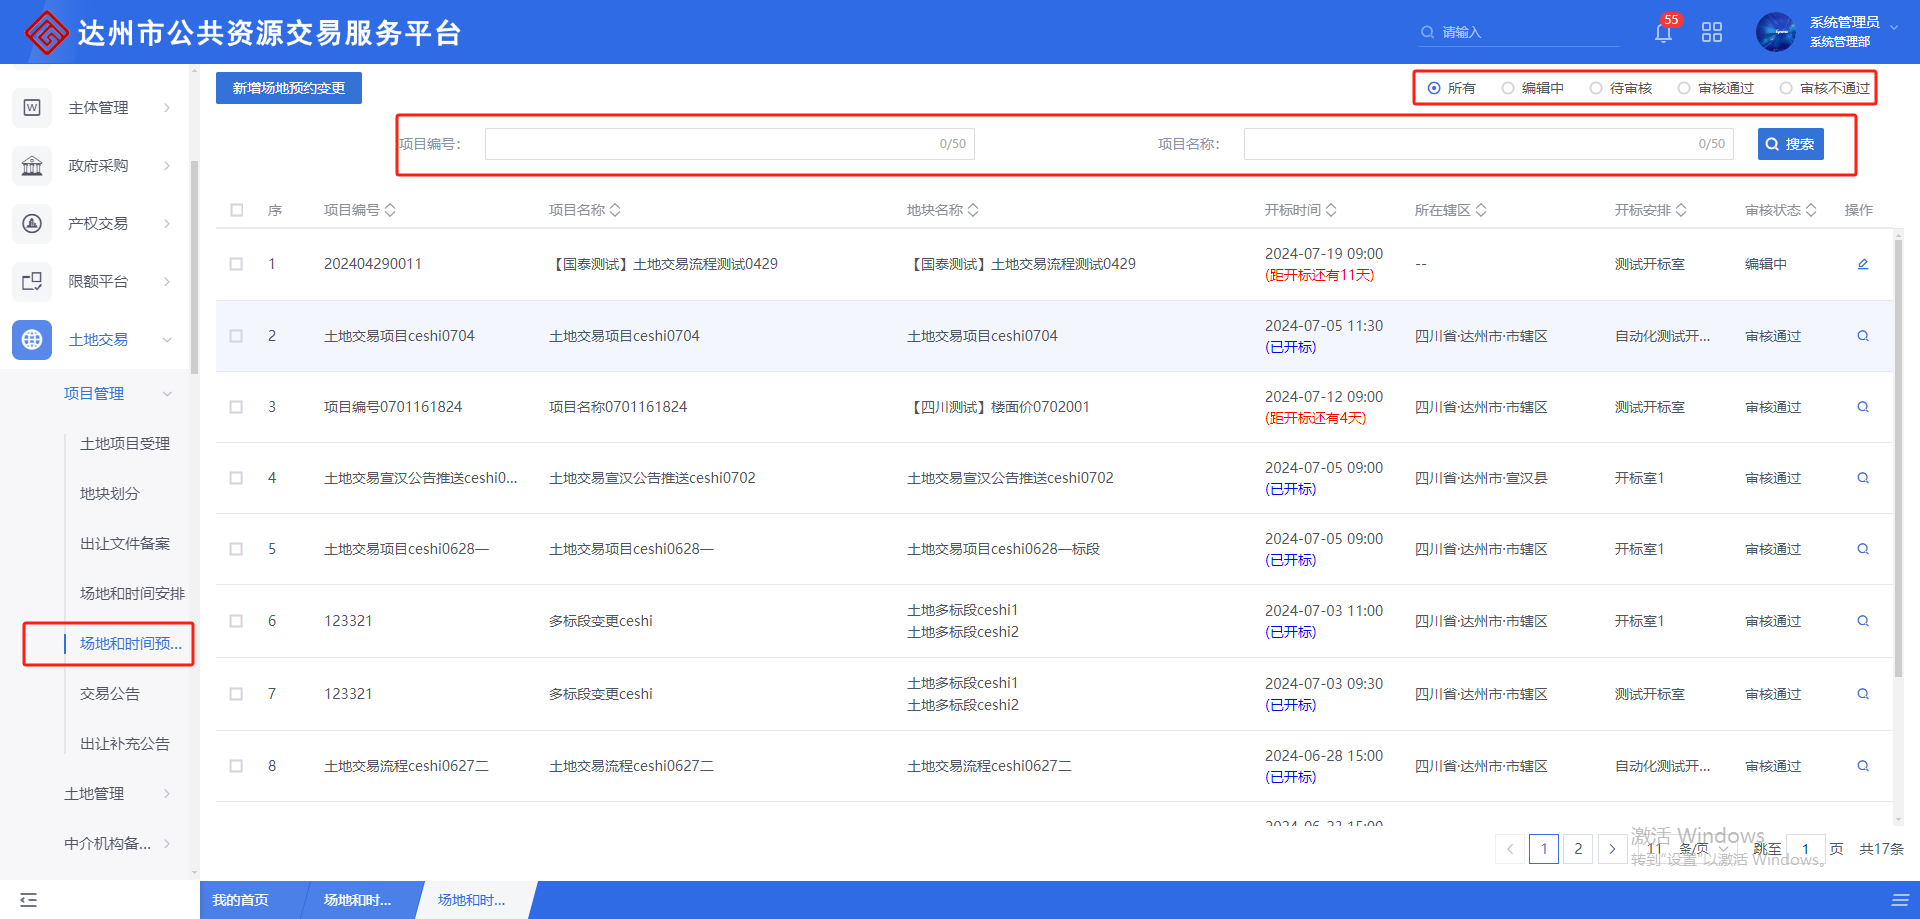 达州市公共资源交易服务平台
请输入
55
系统管理员
系统管理部
W
主体管理
政府采购
产权交易
限额平台
土地交易
项目管理
土地项目受理
地块划分
出让文件备案
场地和时间安排
场地和时间预...
交易公告
出让补充公告
土地管理
中介机构备...
新增场地预约变更
所有 编辑中 待审核 审核通过 审核不通过
项目编号: 0/50 项目名称: 0/50 搜索
序 项目编号 项目名称 地块名称 开标时间 所在辖区 开标安排 审核状态 操作
1 202404290011 【国泰测试】土地交易流程测试0429 【国泰测试】土地交易流程测试0429 2024-07-19 09:00 -- 测试开标室 编辑中
(距开标还有11天)
2 土地交易项目ceshi0704 土地交易项目ceshi0704 土地交易项目ceshi0704 2024-07-05 11:30 四川省·达州市·市辖区 自动化测试开... 审核通过
(已开标)
3 项目编号0701161824 项目名称0701161824 【四川测试】楼面价0702001 2024-07-12 09:00 四川省·达州市·市辖区 测试开标室 审核通过
(距开标还有4天)
4 土地交易宣汉公告推送ceshi0... 土地交易宣汉公告推送ceshi0702 土地交易宣汉公告推送ceshi0702 2024-07-05 09:00 四川省·达州市·宣汉县 开标室1 审核通过
(已开标)
5 土地交易项目ceshi0628一 土地交易项目ceshi0628一 土地交易项目ceshi0628一标段 2024-07-05 09:00 四川省·达州市·市辖区 开标室1 审核通过
(已开标)
6 123321 多标段变更ceshi 土地多标段ceshi1 2024-07-03 11:00 四川省·达州市·市辖区 开标室1 审核通过
土地多标段ceshi2 (已开标)
7 123321 多标段变更ceshi 土地多标段ceshi1 2024-07-03 09:30 四川省·达州市·市辖区 测试开标室 审核通过
土地多标段ceshi2 (已开标)
8 土地交易流程ceshi0627二 土地交易流程ceshi0627二 土地交易流程ceshi0627二 2024-06-28 15:00 四川省·达州市·市辖区 自动化测试开... 审核通过
(已开标)
1 2 11 条/页 跳至 1 页 共17条
激活 Windows
转到"设置"以激活 Windows。
我的首页 场地和时... 场地和时...